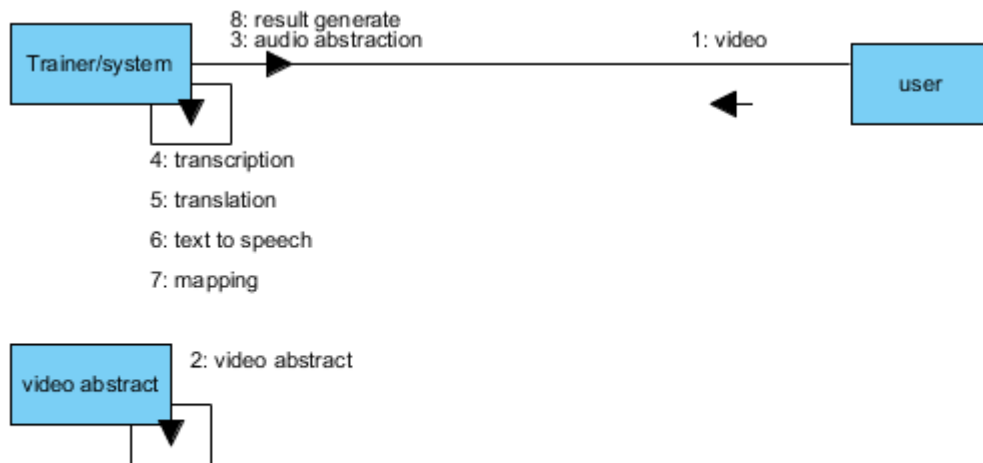 8: result generate
3: audio abstraction
1: video
Trainer/system
user
4: transcription
5: translation
6: text to speech
7: mapping
2: video abstract
video abstract